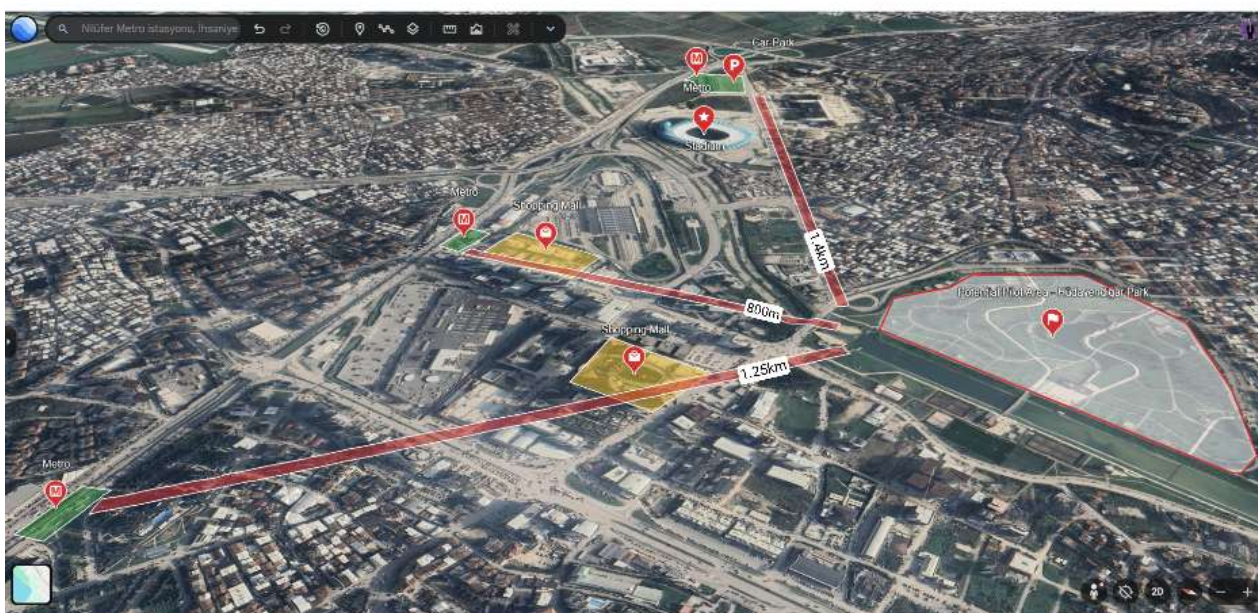 Nilüfer Metro istasyonu, İhsaniye
Car Park
M
P
Metro
Stadium
Metro
M
Shopping Mall
1.4km
Potential Pilot Area - Hüdavendigar Park
800m
Shopping Mall
1.25km
Metro
M
2D